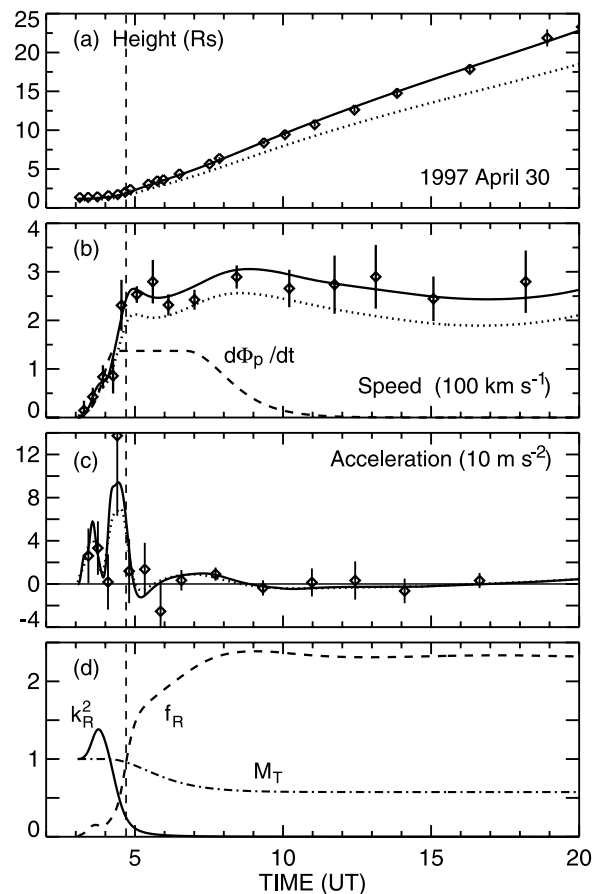 25
(a) Height (Rs)
20
15
10
5
1997 April 30
0
4
(b)
3
2
dΦp/dt
1
Speed (100 km s⁻¹)
0
12
(c)
Acceleration (10 m s⁻²)
8
4
0
-4
(d)
2
k²R
fR
1
MT
0
5
10
15
20
TIME (UT)